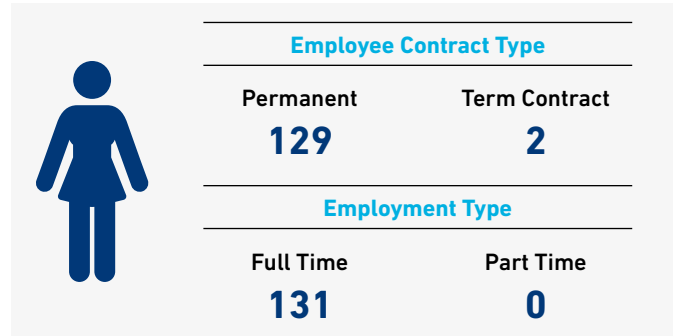 Employee Contract Type
Permanent Term Contract
129 2
Employment Type
Full Time Part Time
131 0